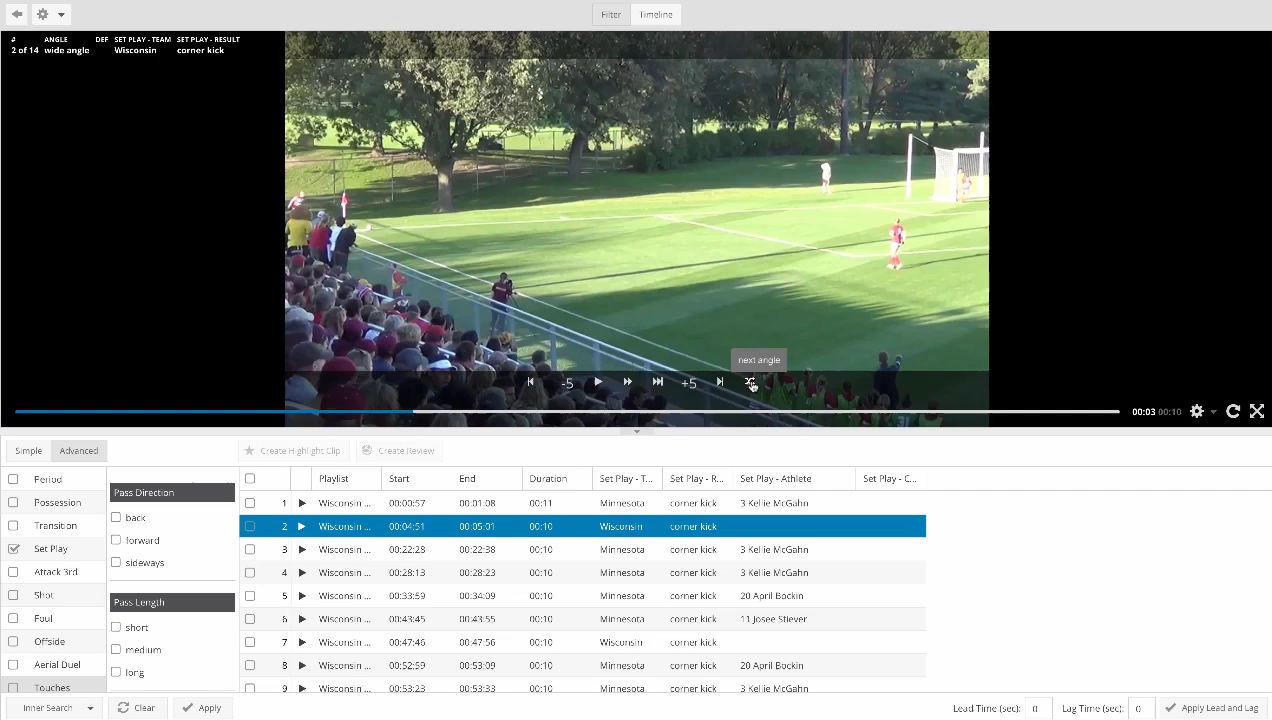 Filter Timeline
# ANGLE DEF SET PLAY - TEAM SET PLAY - RESULT
2 of 14 wide angle Wisconsin corner kick
next angle
-5 +5
00:03 00:10
Simple Advanced Create Highlight Clip Create Review
Period
Possession
Transition
Set Play
Attack 3rd
Shot
Foul
Offside
Aerial Duel
Touches
Pass Direction
back
forward
sideways
Pass Length
short
medium
long
Playlist Start End Duration Set Play - T... Set Play - R... Set Play - Athlete Set Play - C...
1 Wisconsin ... 00:00:57 00:01:08 00:11 Minnesota corner kick 3 Kellie McGahn
2 Wisconsin ... 00:04:51 00:05:01 00:10 Wisconsin corner kick
3 Wisconsin ... 00:22:28 00:22:38 00:10 Minnesota corner kick 3 Kellie McGahn
4 Wisconsin ... 00:28:13 00:28:23 00:10 Minnesota corner kick 3 Kellie McGahn
5 Wisconsin ... 00:33:59 00:34:09 00:10 Minnesota corner kick 20 April Bockin
6 Wisconsin ... 00:43:45 00:43:55 00:10 Minnesota corner kick 11 Josee Stiever
7 Wisconsin ... 00:47:46 00:47:56 00:10 Wisconsin corner kick
8 Wisconsin ... 00:52:59 00:53:09 00:10 Minnesota corner kick 20 April Bockin
9 Wisconsin ... 00:53:23 00:53:33 00:10 Minnesota corner kick 3 Kellie McGahn
Inner Search Clear Apply Lead Time (sec): 0 Lag Time (sec): 0 Apply Lead and Lag